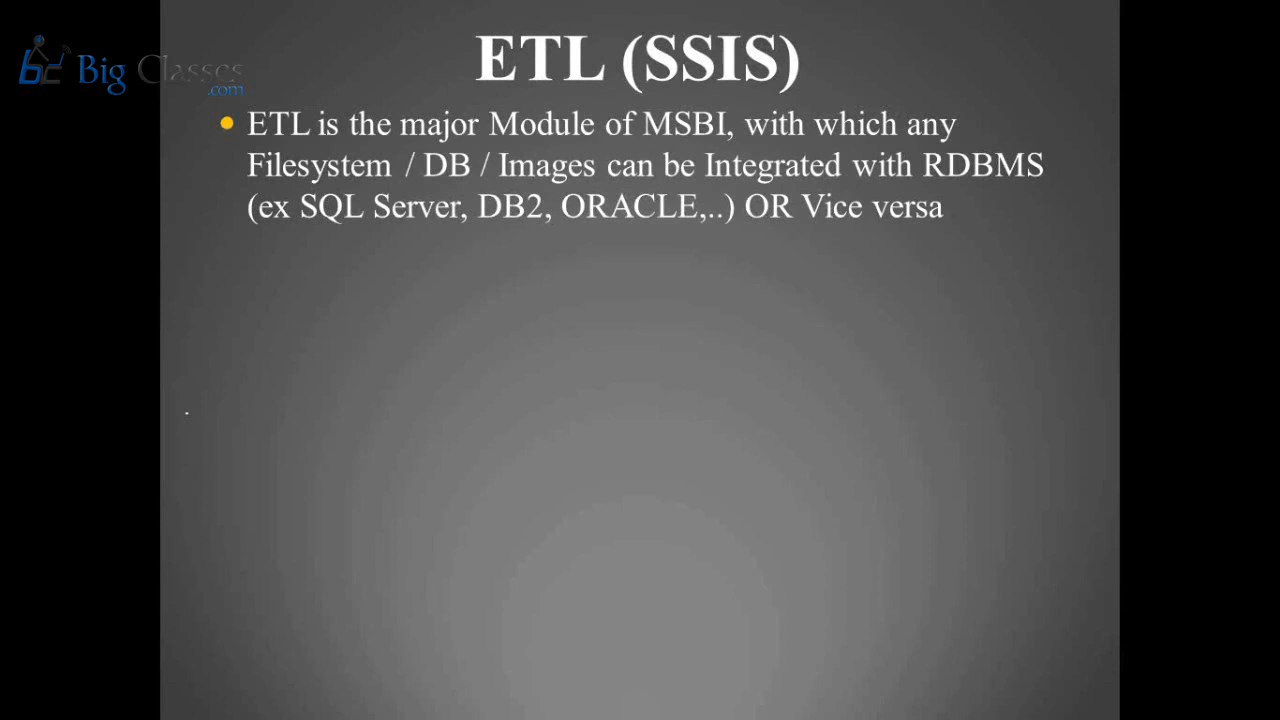 ETL (SSIS)
Big Classes
.com
• ETL is the major Module of MSBI, with which any
Filesystem / DB / Images can be Integrated with RDBMS
(ex SQL Server, DB2, ORACLE,..) OR Vice versa